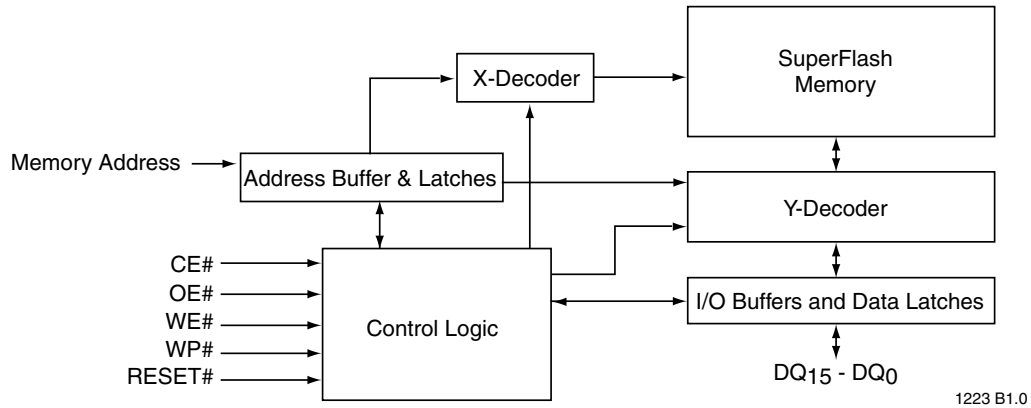 SuperFlash
Memory
X-Decoder
Memory Address
Address Buffer & Latches
Y-Decoder
CE#
OE#
WE#
WP#
RESET#
Control Logic
I/O Buffers and Data Latches
DQ15 - DQ0
1223 B1.0